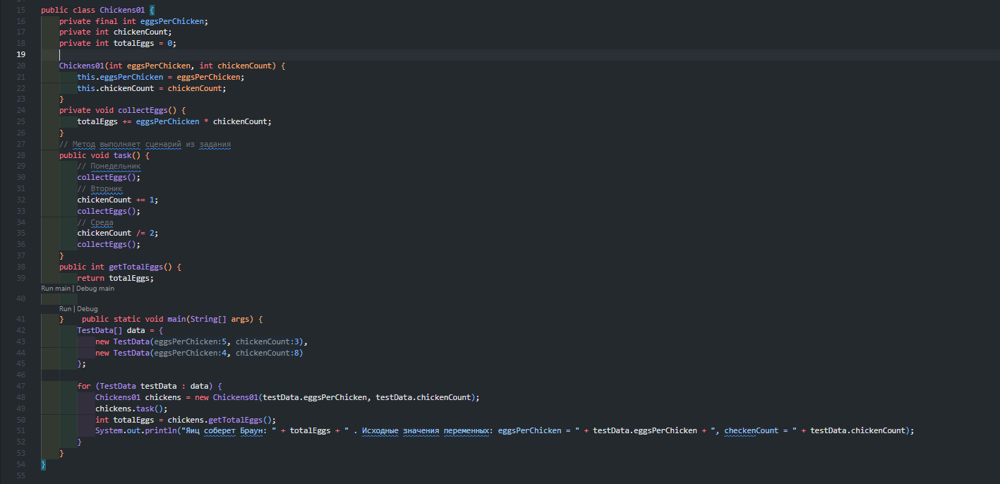 15 public class Chickens01 {
16 private final int eggsPerChicken;
17 private int chickenCount;
18 private int totalEggs = 0;
19
20 Chickens01(int eggsPerChicken, int chickenCount) {
21 this.eggsPerChicken = eggsPerChicken;
22 this.chickenCount = chickenCount;
23 }
24 private void collectEggs() {
25 totalEggs += eggsPerChicken * chickenCount;
26 }
27 // Метод выполняет сценарий из задания
28 public void task() {
29 // Понедельник
30 collectEggs();
31 // Вторник
32 chickenCount += 1;
33 collectEggs();
34 // Среда
35 chickenCount /= 2;
36 collectEggs();
37 }
38 public int getTotalEggs() {
39 return totalEggs;
Run main | Debug main
40
Run | Debug
41 } public static void main(String[] args) {
42 TestData[] data = {
43 new TestData(eggsPerChicken:5, chickenCount:3),
44 new TestData(eggsPerChicken:4, chickenCount:8)
45 };
46
47 for (TestData testData : data) {
48 Chickens01 chickens = new Chickens01(testData.eggsPerChicken, testData.chickenCount);
49 chickens.task();
50 int totalEggs = chickens.getTotalEggs();
51 System.out.println("Яиц соберет Браун: " + totalEggs + " . Исходные значения переменных: eggsPerChicken = " + testData.eggsPerChicken + ", checkenCount = " + testData.chickenCount);
52 }
53 }
54 }
55